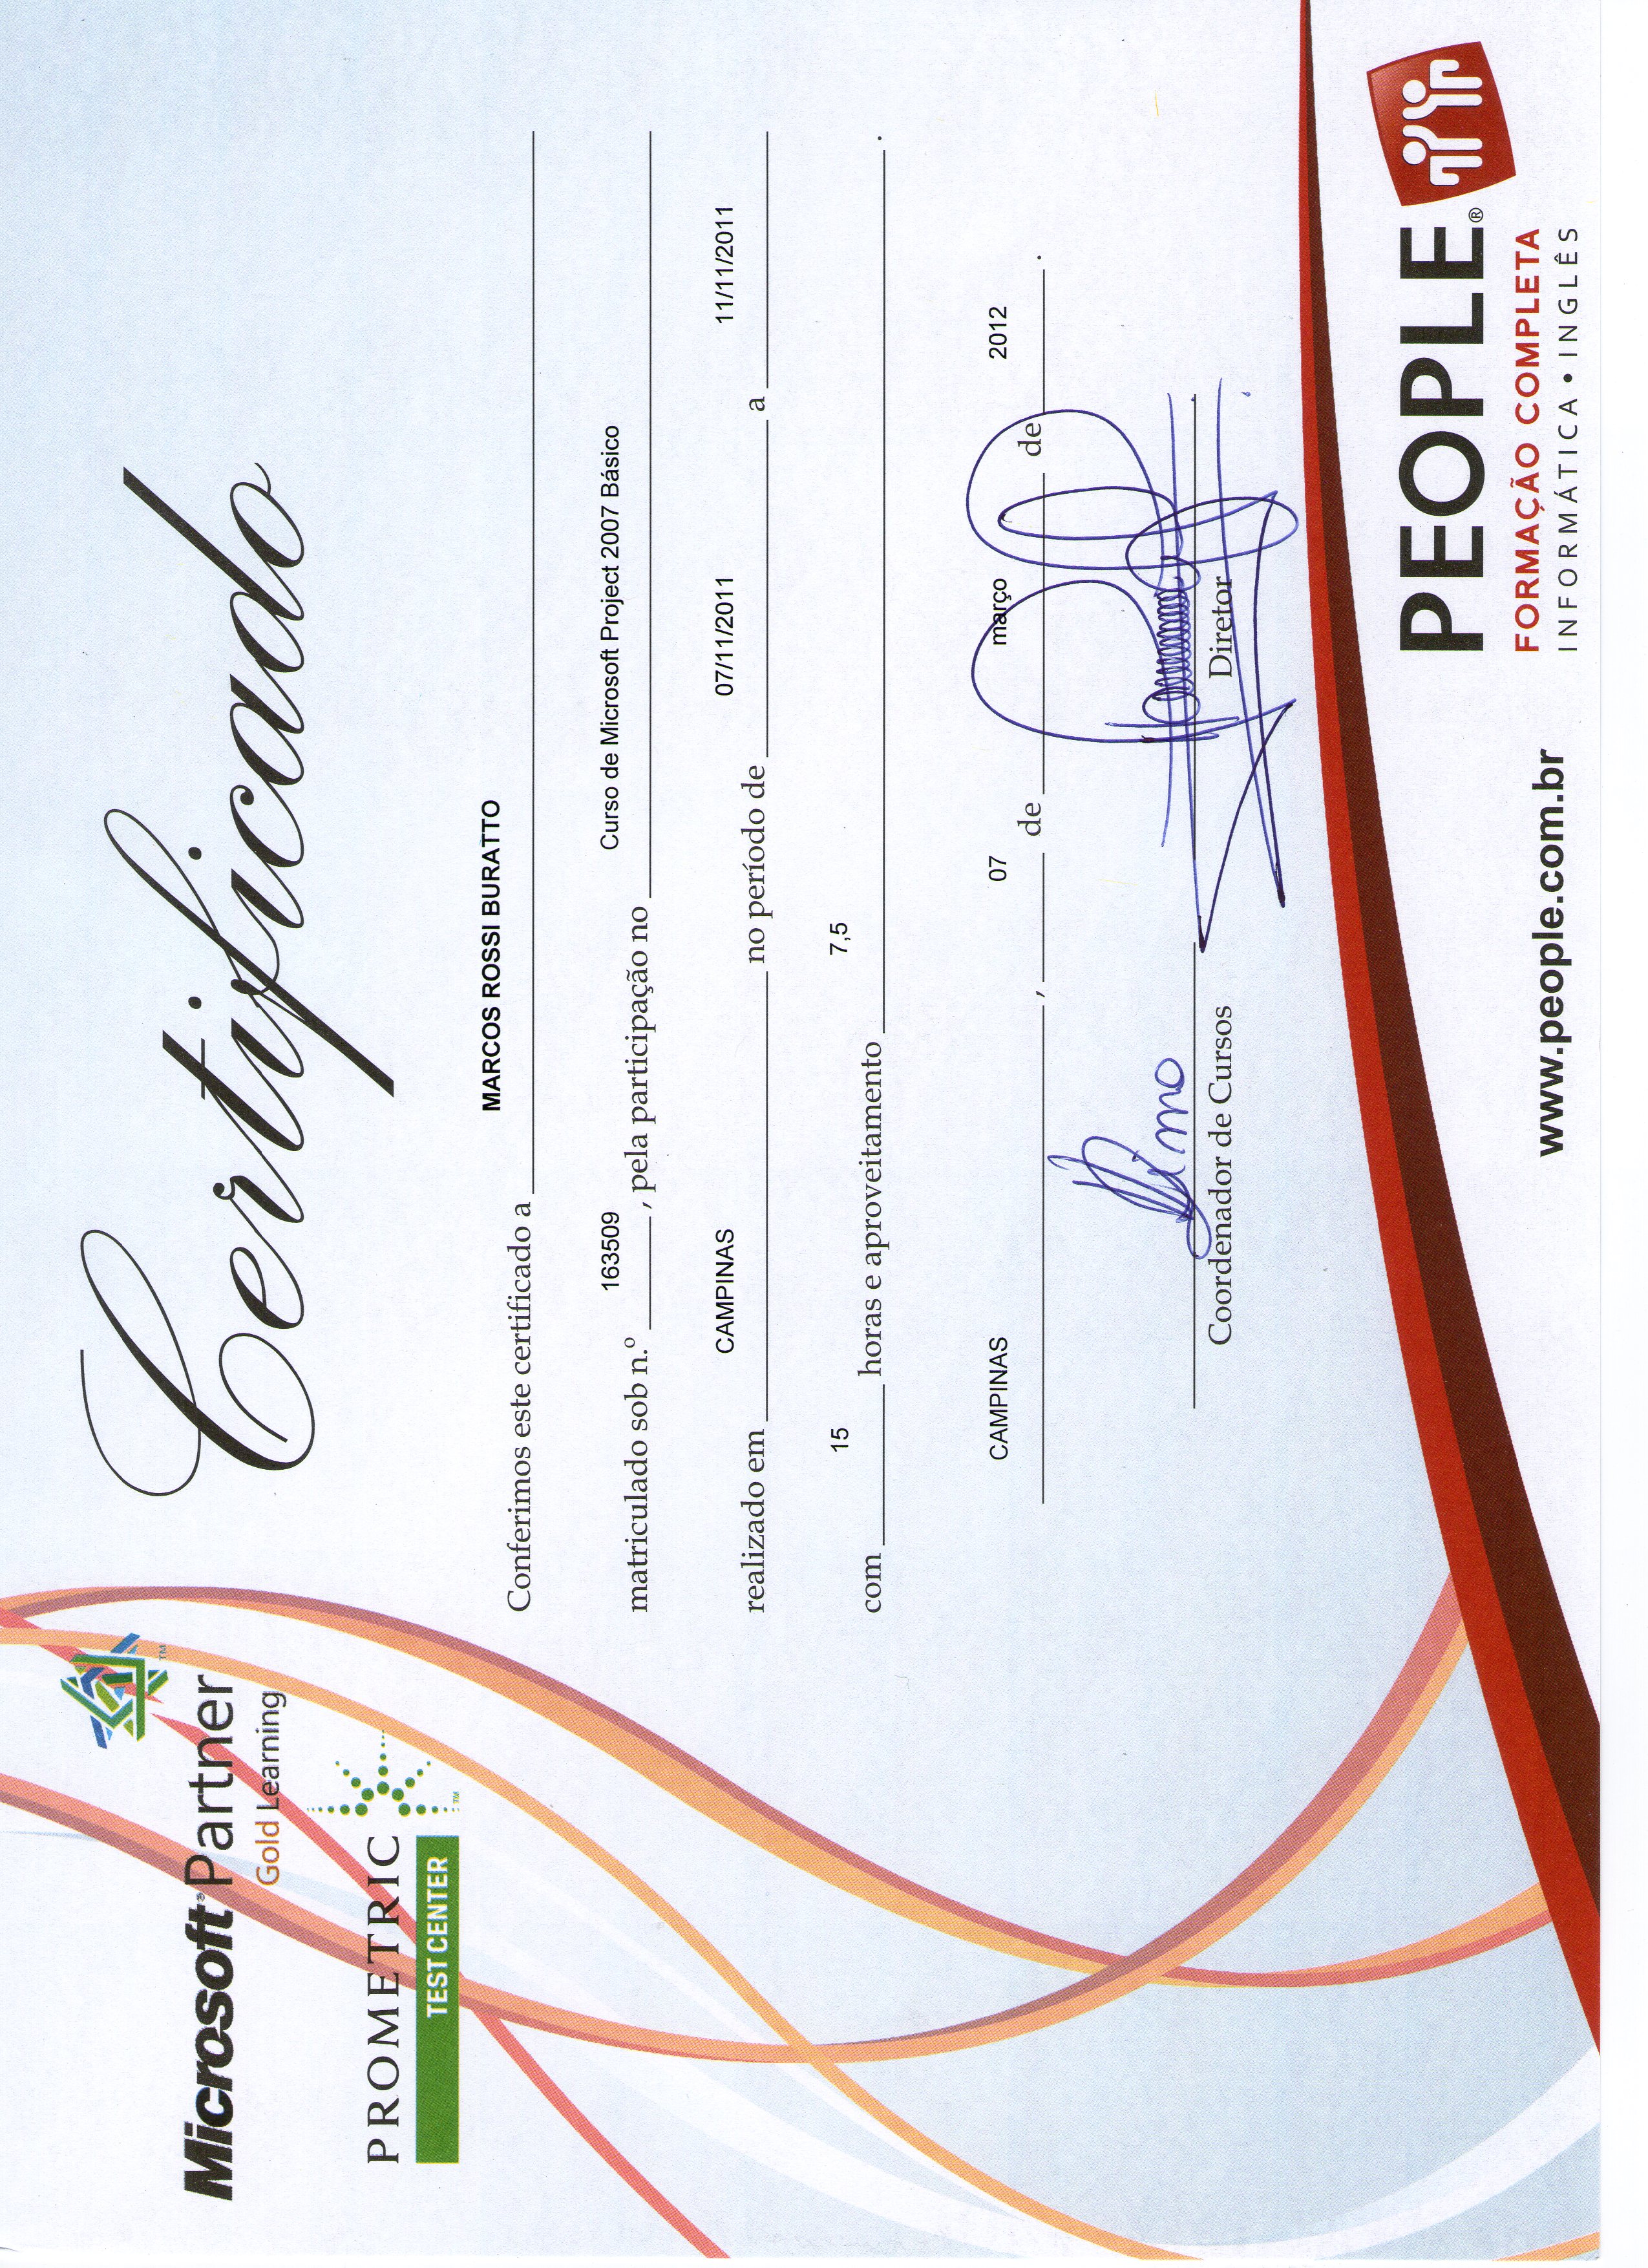 Microsoft® Partner
Gold Learning
PROMETRIC
TEST CENTER
Certificado
Conferimos este certificado a MARCOS ROSSI BURATTO
matriculado sob n.º 163509, pela participação no Curso de Microsoft Project 2007 Básico
realizado em CAMPINAS no período de 07/11/2011 a 11/11/2011
com 15 horas e aproveitamento 7,5.
CAMPINAS, 07 de março de 2012.
Coordenador de Cursos
Diretor
PEOPLE®
FORMAÇÃO COMPLETA
INFORMÁTICA • INGLÊS
www.people.com.br